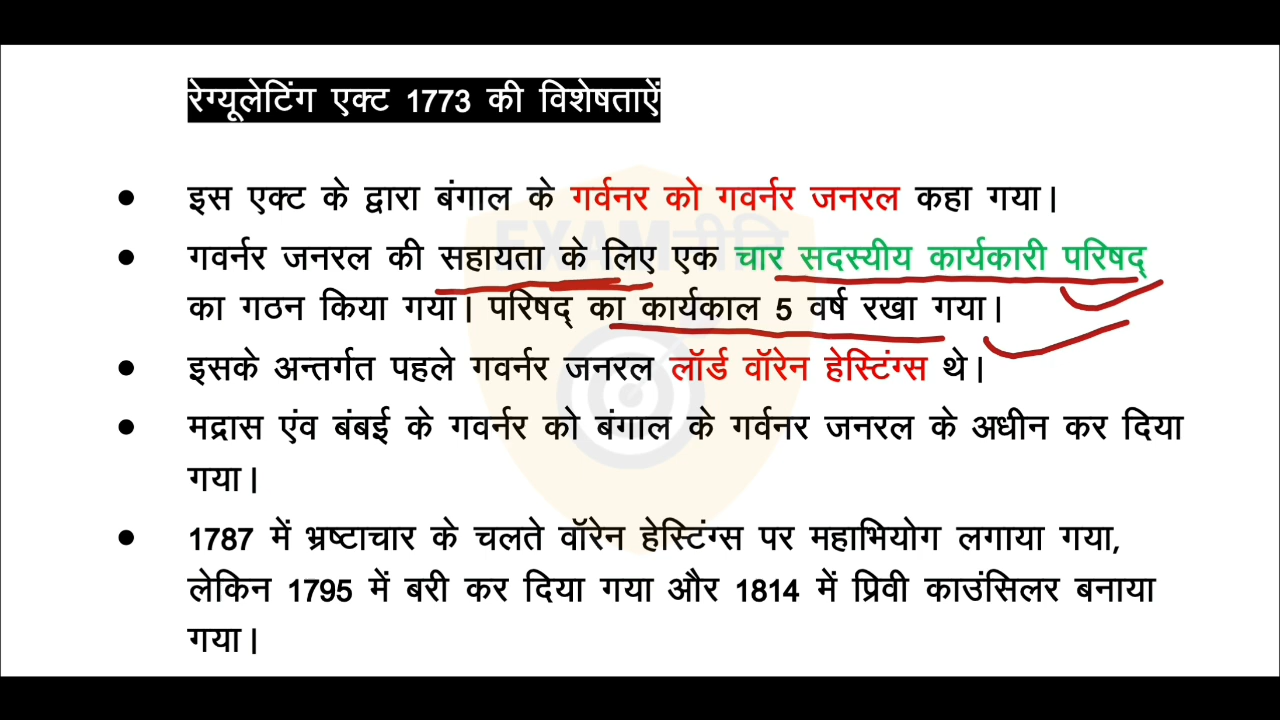 रेग्यूलेटिंग एक्ट 1773 की विशेषताऐं
• इस एक्ट के द्वारा बंगाल के गर्वनर को गवर्नर जनरल कहा गया।
• गवर्नर जनरल की सहायता के लिए एक चार सदस्यीय कार्यकारी परिषद्
का गठन किया गया। परिषद् का कार्यकाल 5 वर्ष रखा गया।
• इसके अन्तर्गत पहले गवर्नर जनरल लॉर्ड वॉरेन हेस्टिंग्स थे।
• मद्रास एंव बंबई के गवर्नर को बंगाल के गर्वनर जनरल के अधीन कर दिया
गया।
• 1787 में भ्रष्टाचार के चलते वॉरेन हेस्टिंग्स पर महाभियोग लगाया गया,
लेकिन 1795 में बरी कर दिया गया और 1814 में प्रिवी काउंसिलर बनाया
गया।
EXAMनीति